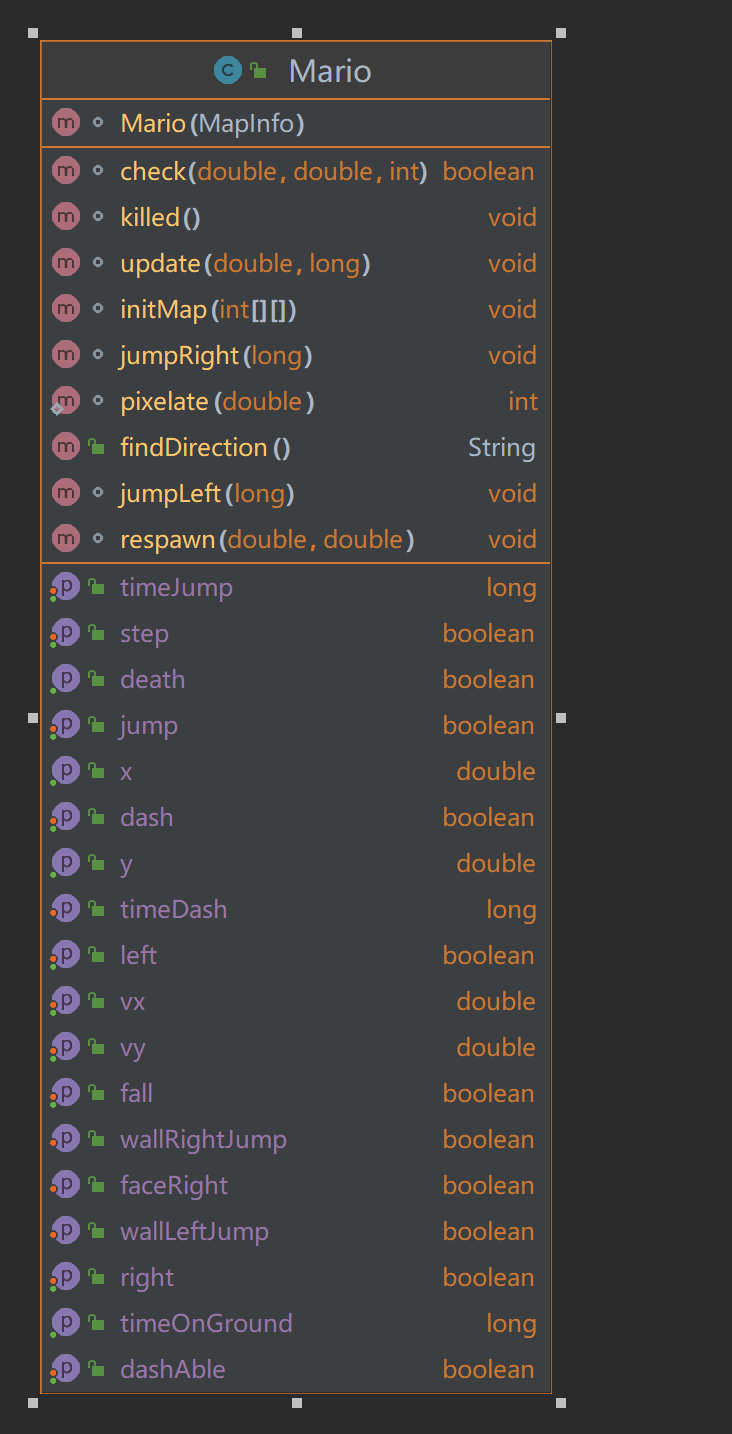 C Mario
m Mario(MapInfo)
m check(double, double, int) boolean
m killed() void
m update(double, long) void
m initMap(int[][]) void
m jumpRight(long) void
m pixelate(double) int
m findDirection() String
m jumpLeft(long) void
m respawn(double, double) void
p timeJump long
p step boolean
p death boolean
p jump boolean
p x double
p dash boolean
p y double
p timeDash long
p left boolean
p vx double
p vy double
p fall boolean
p wallRightJump boolean
p faceRight boolean
p wallLeftJump boolean
p right boolean
p timeOnGround long
p dashAble boolean